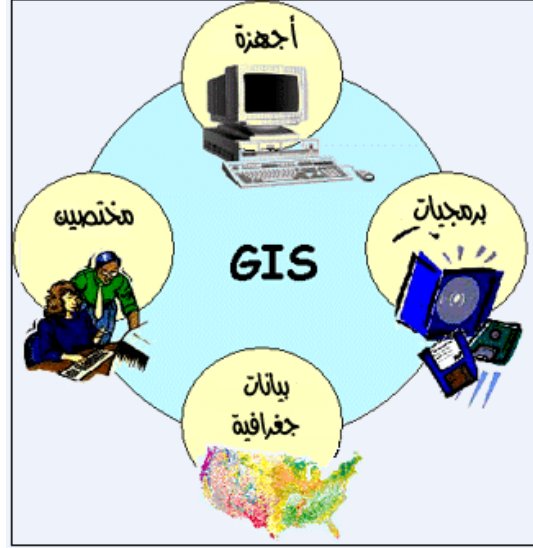 أجهزة
برمجيات
مختصين
GIS
بيانات
جغرافية